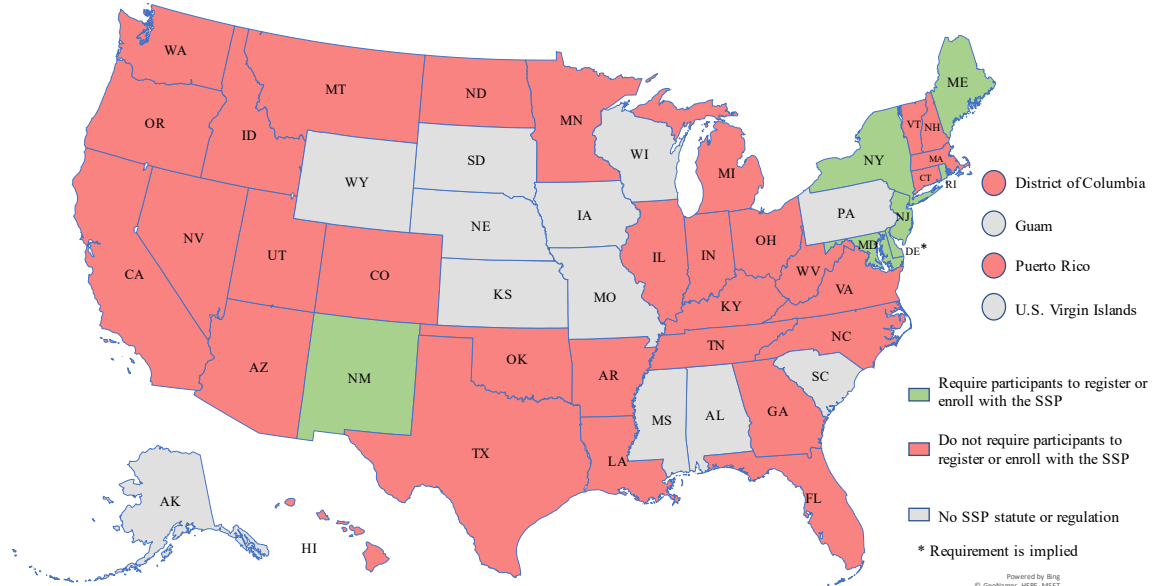 WA
MT
ND
MN
ME
OR
ID
SD
WI
MI
VT
NH
NY
MA
CT
RI
WY
NE
IA
PA
NJ
NV
UT
CO
IL
IN
OH
MD
DE*
CA
KS
MO
WV
VA
KY
AZ
NM
OK
AR
TN
NC
SC
MS
AL
GA
TX
LA
FL
AK
HI
District of Columbia
Guam
Puerto Rico
U.S. Virgin Islands
Require participants to register or
enroll with the SSP
Do not require participants to
register or enroll with the SSP
No SSP statute or regulation
* Requirement is implied
Powered by Bing
© GeoNames, HERE, MSFT